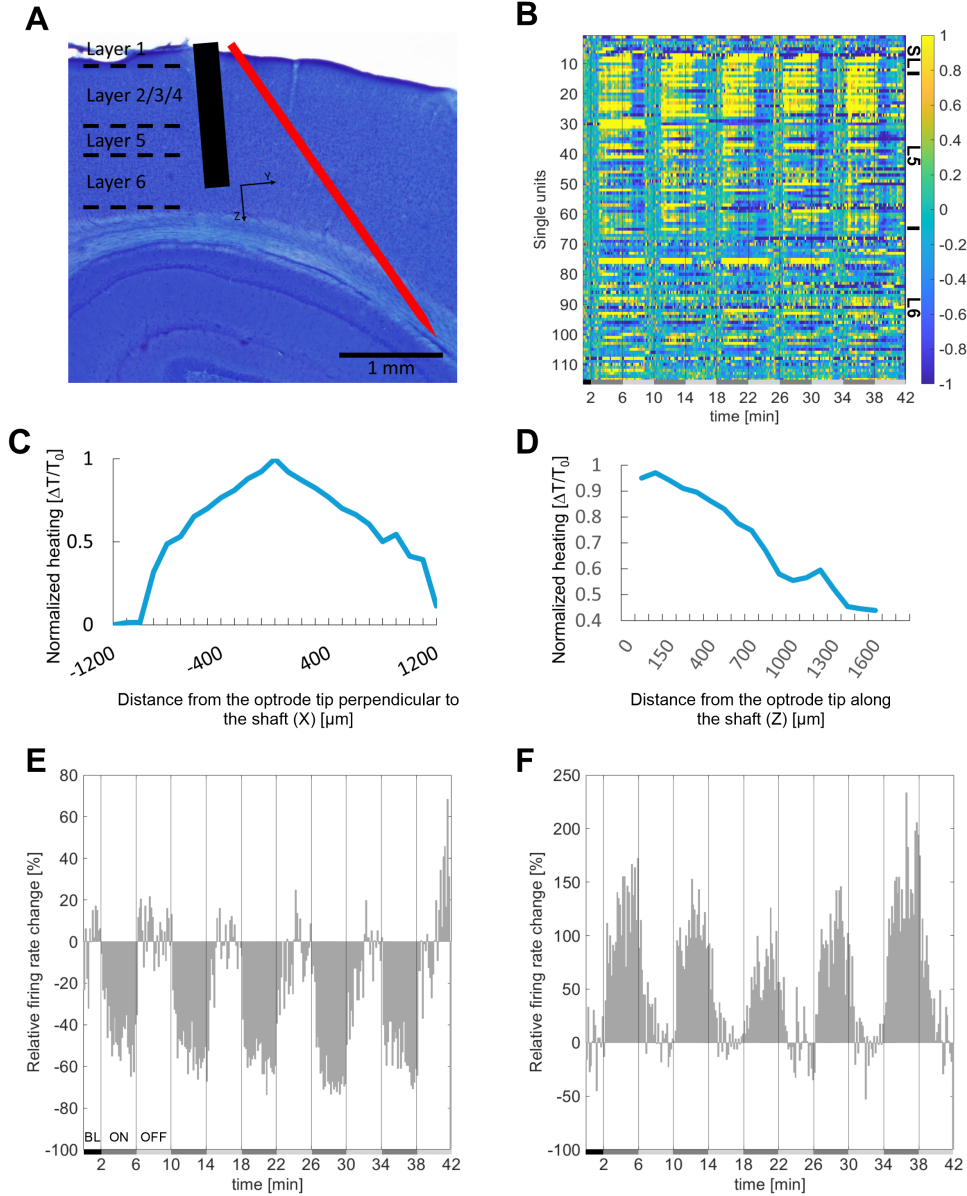 A
Layer 1
Layer 2/3/4
Layer 5
Layer 6
Y
Z
1 mm
B
Single units
10
20
30
40
50
60
70
80
90
100
110
2 6 10 14 18 22 26 30 34 38 42
time [min]
SL
L5
L6
1
0.8
0.6
0.4
0.2
0
-0.2
-0.4
-0.6
-0.8
-1
C
Normalized heating [ΔT/T0]
1
0.5
0
-1200 -400 400 1200
Distance from the optrode tip perpendicular to
the shaft (X) [µm]
D
Normalized heating [ΔT/T0]
1
0.9
0.8
0.7
0.6
0.5
0.4
0 150 400 700 1000 1300 1600
Distance from the optrode tip along
the shaft (Z) [µm]
E
Relative firing rate change [%]
80
60
40
20
0
-20
-40
-60
-80
-100
BL ON OFF
2 6 10 14 18 22 26 30 34 38 42
time [min]
F
Relative firing rate change [%]
250
200
150
100
50
0
-50
-100
2 6 10 14 18 22 26 30 34 38 42
time [min]